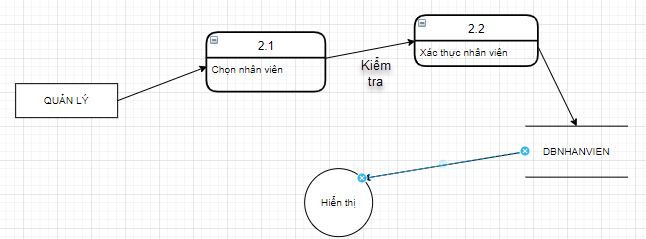 2.1
Chọn nhân viên
2.2
Xác thực nhân viên
Kiểm
tra
QUẢN LÝ
DBNHANVIEN
Hiển thị